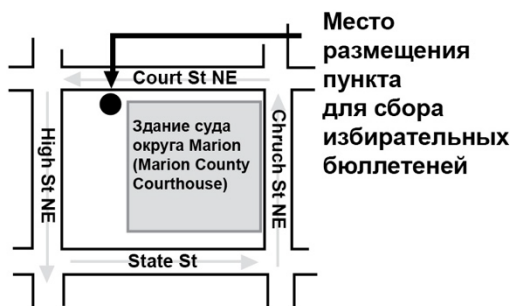 Место
размещения
пункта
для сбора
избирательных
бюллетеней
Court St NE
Здание суда
округа Marion
(Marion County
Courthouse)
High St NE
Chruch St NE
State St